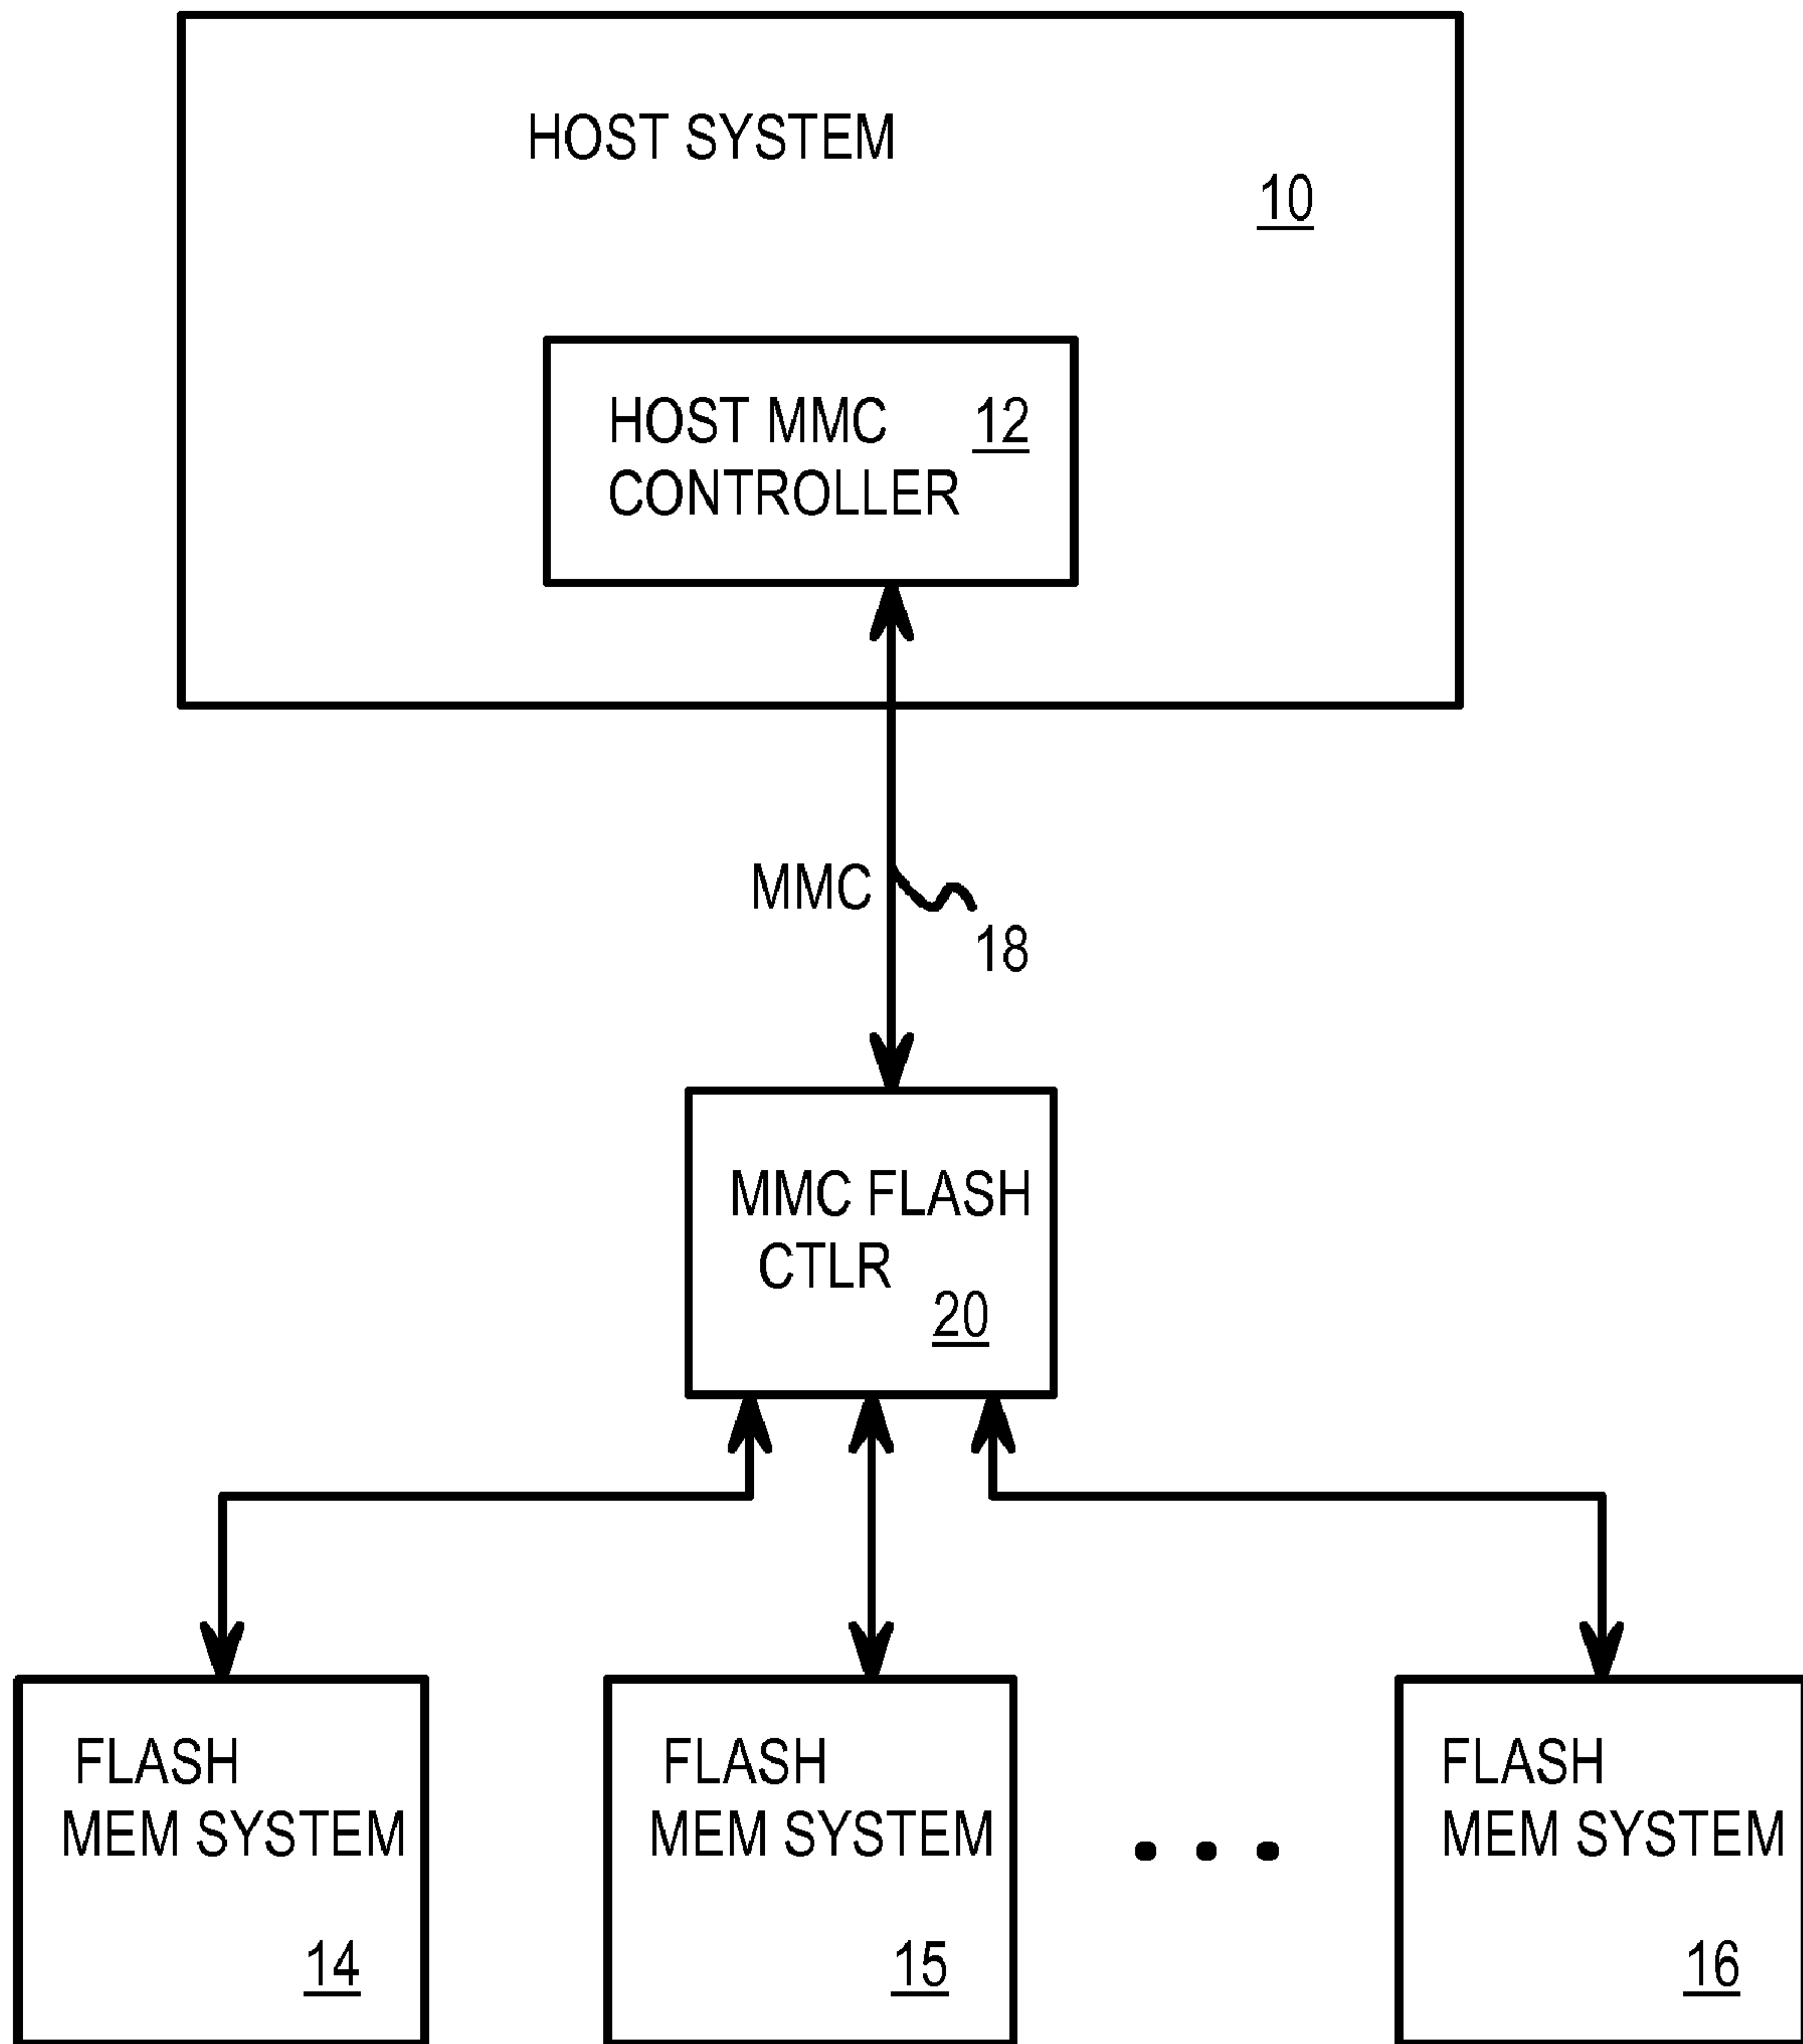 HOST SYSTEM
10
HOST MMC 12
CONTROLLER
MMC
18
MMC FLASH
CTLR
20
FLASH
MEM SYSTEM
14
FLASH
MEM SYSTEM
15
FLASH
MEM SYSTEM
16